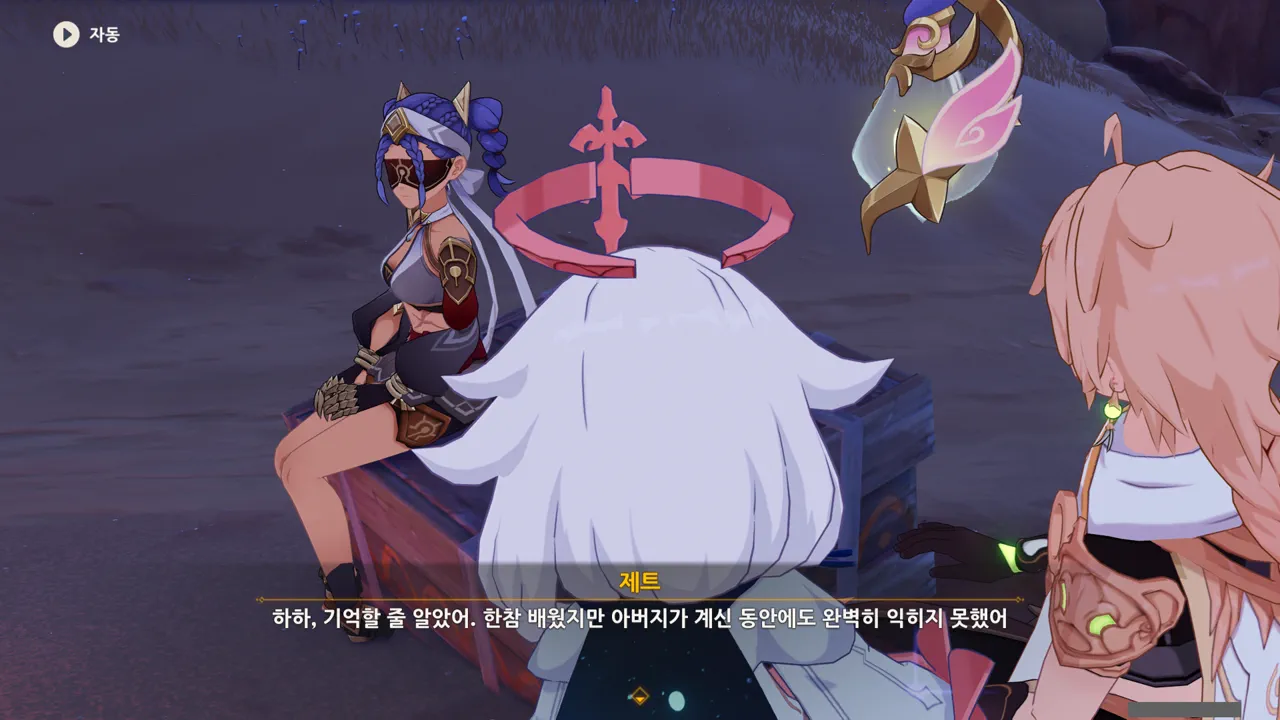 자동
제트
하하, 기억할 줄 알았어. 한참 배웠지만 아버지가 계신 동안에도 완벽히 익히지 못했어